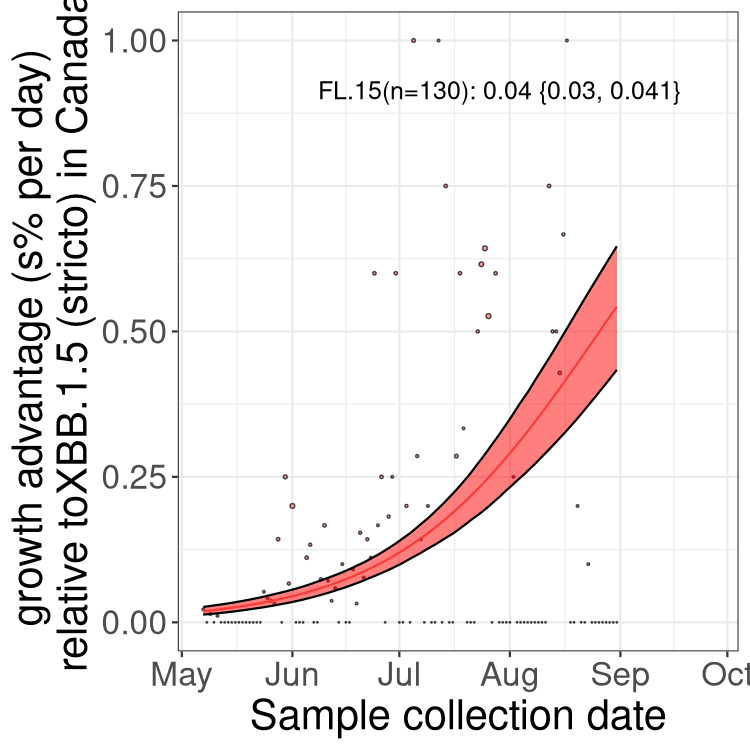 growth advantage (s% per day)
relative toXBB.1.5 (stricto) in Canada
1.00
0.75
0.50
0.25
0.00
FL.15(n=130): 0.04 {0.03, 0.041}
May Jun Jul Aug Sep Oct
Sample collection date